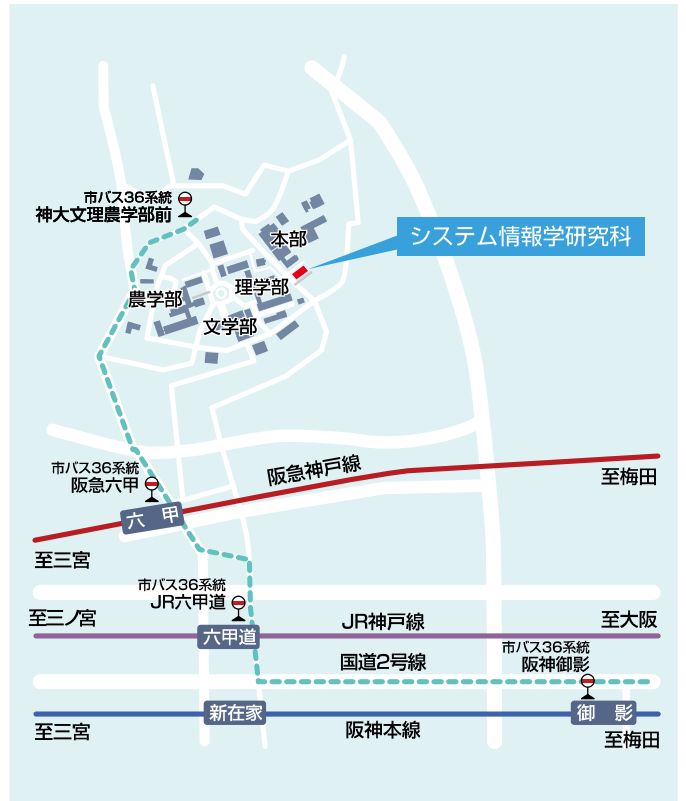 市バス36系統
神大文理農学部前
本部
システム情報学研究科
理学部
農学部
文学部
市バス36系統
阪急六甲
阪急神戸線
至梅田
六 甲
至三宮
市バス36系統
JR六甲道
至三ノ宮
JR神戸線
至大阪
六甲道
市バス36系統
阪神御影
国道2号線
新在家
御 影
至三宮
阪神本線
至梅田